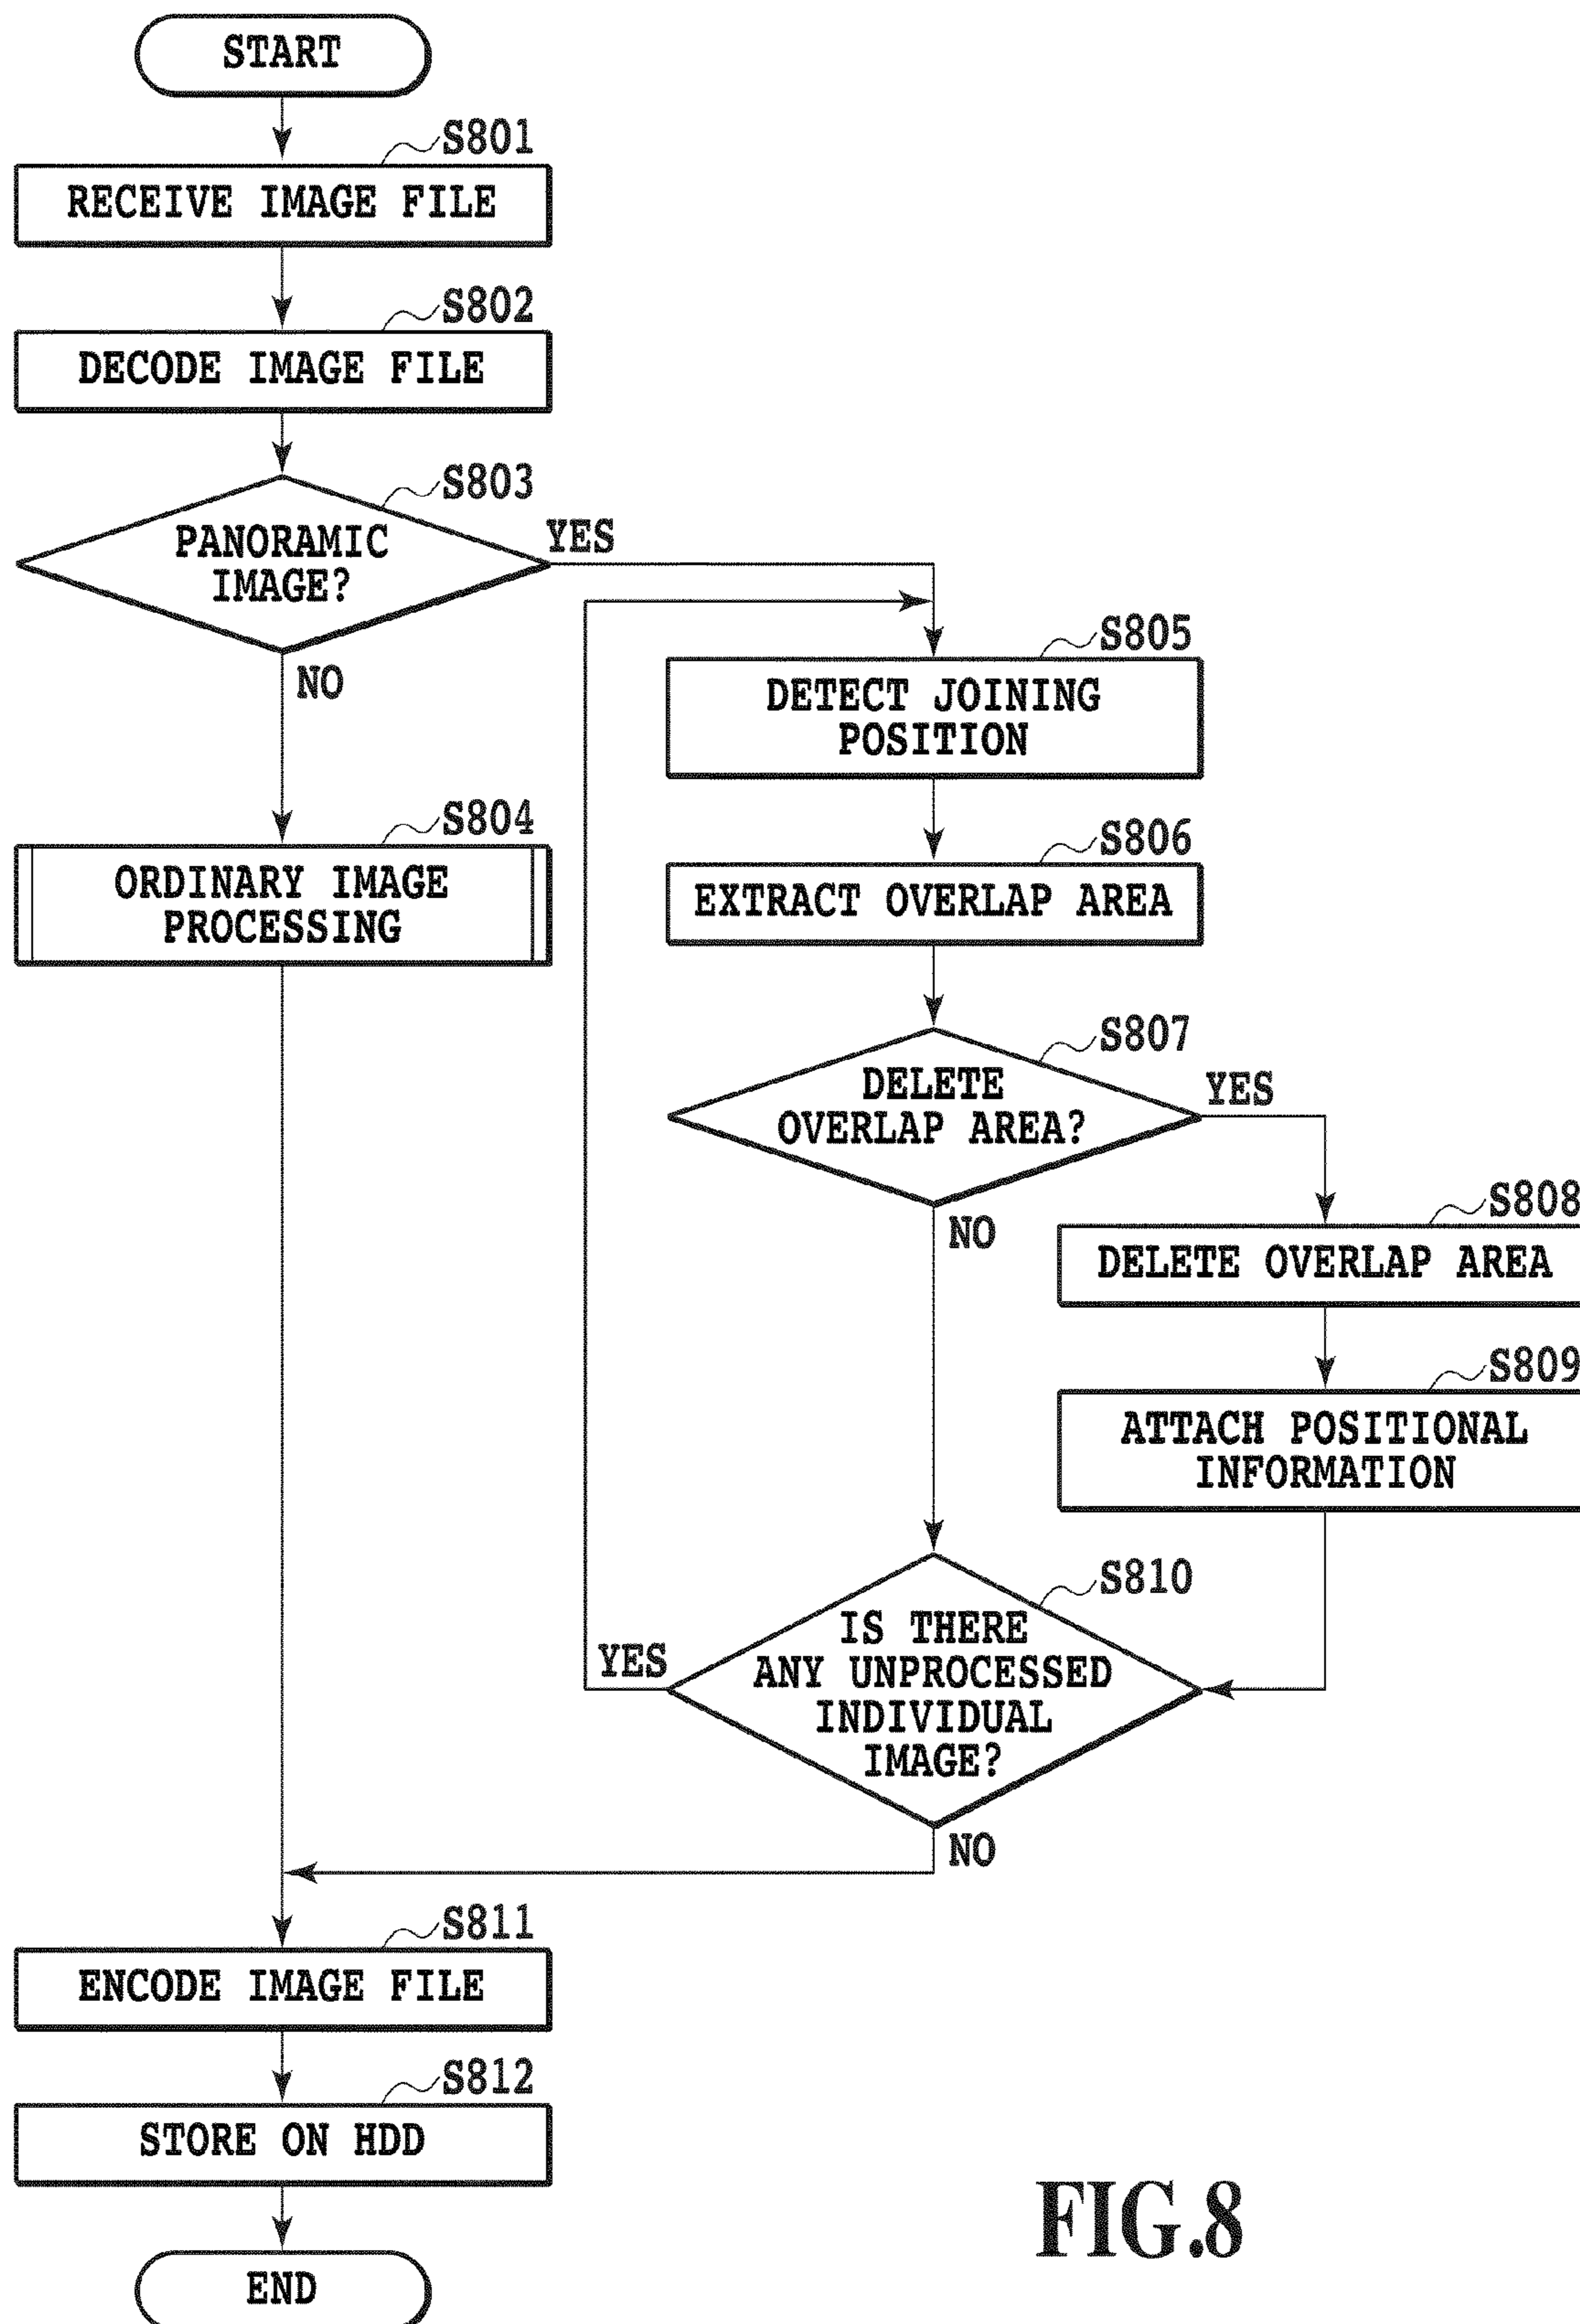 START
S801
RECEIVE IMAGE FILE
S802
DECODE IMAGE FILE
S803
PANORAMIC
IMAGE?
YES
NO
S804
ORDINARY IMAGE
PROCESSING
S805
DETECT JOINING
POSITION
S806
EXTRACT OVERLAP AREA
S807
DELETE
OVERLAP AREA?
YES
NO
S808
DELETE OVERLAP AREA
S809
ATTACH POSITIONAL
INFORMATION
S810
IS THERE
ANY UNPROCESSED
INDIVIDUAL
IMAGE?
YES
NO
S811
ENCODE IMAGE FILE
S812
STORE ON HDD
END
FIG.8